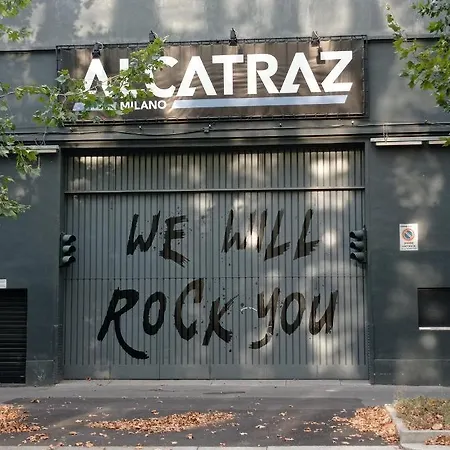 ALCATRAZ
MILANO
WE WILL
ROCK YOU